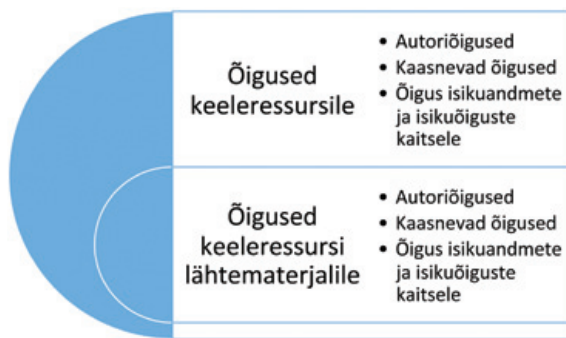 Õigused
keeleressursile
• Autoriõigused
• Kaasnevad õigused
• Õigus isikuandmete
ja isikuõiguste
kaitsele
Õigused
keeleressursi
lähtematerjalile
• Autoriõigused
• Kaasnevad õigused
• Õigus isikuandmete
ja isikuõiguste
kaitsele